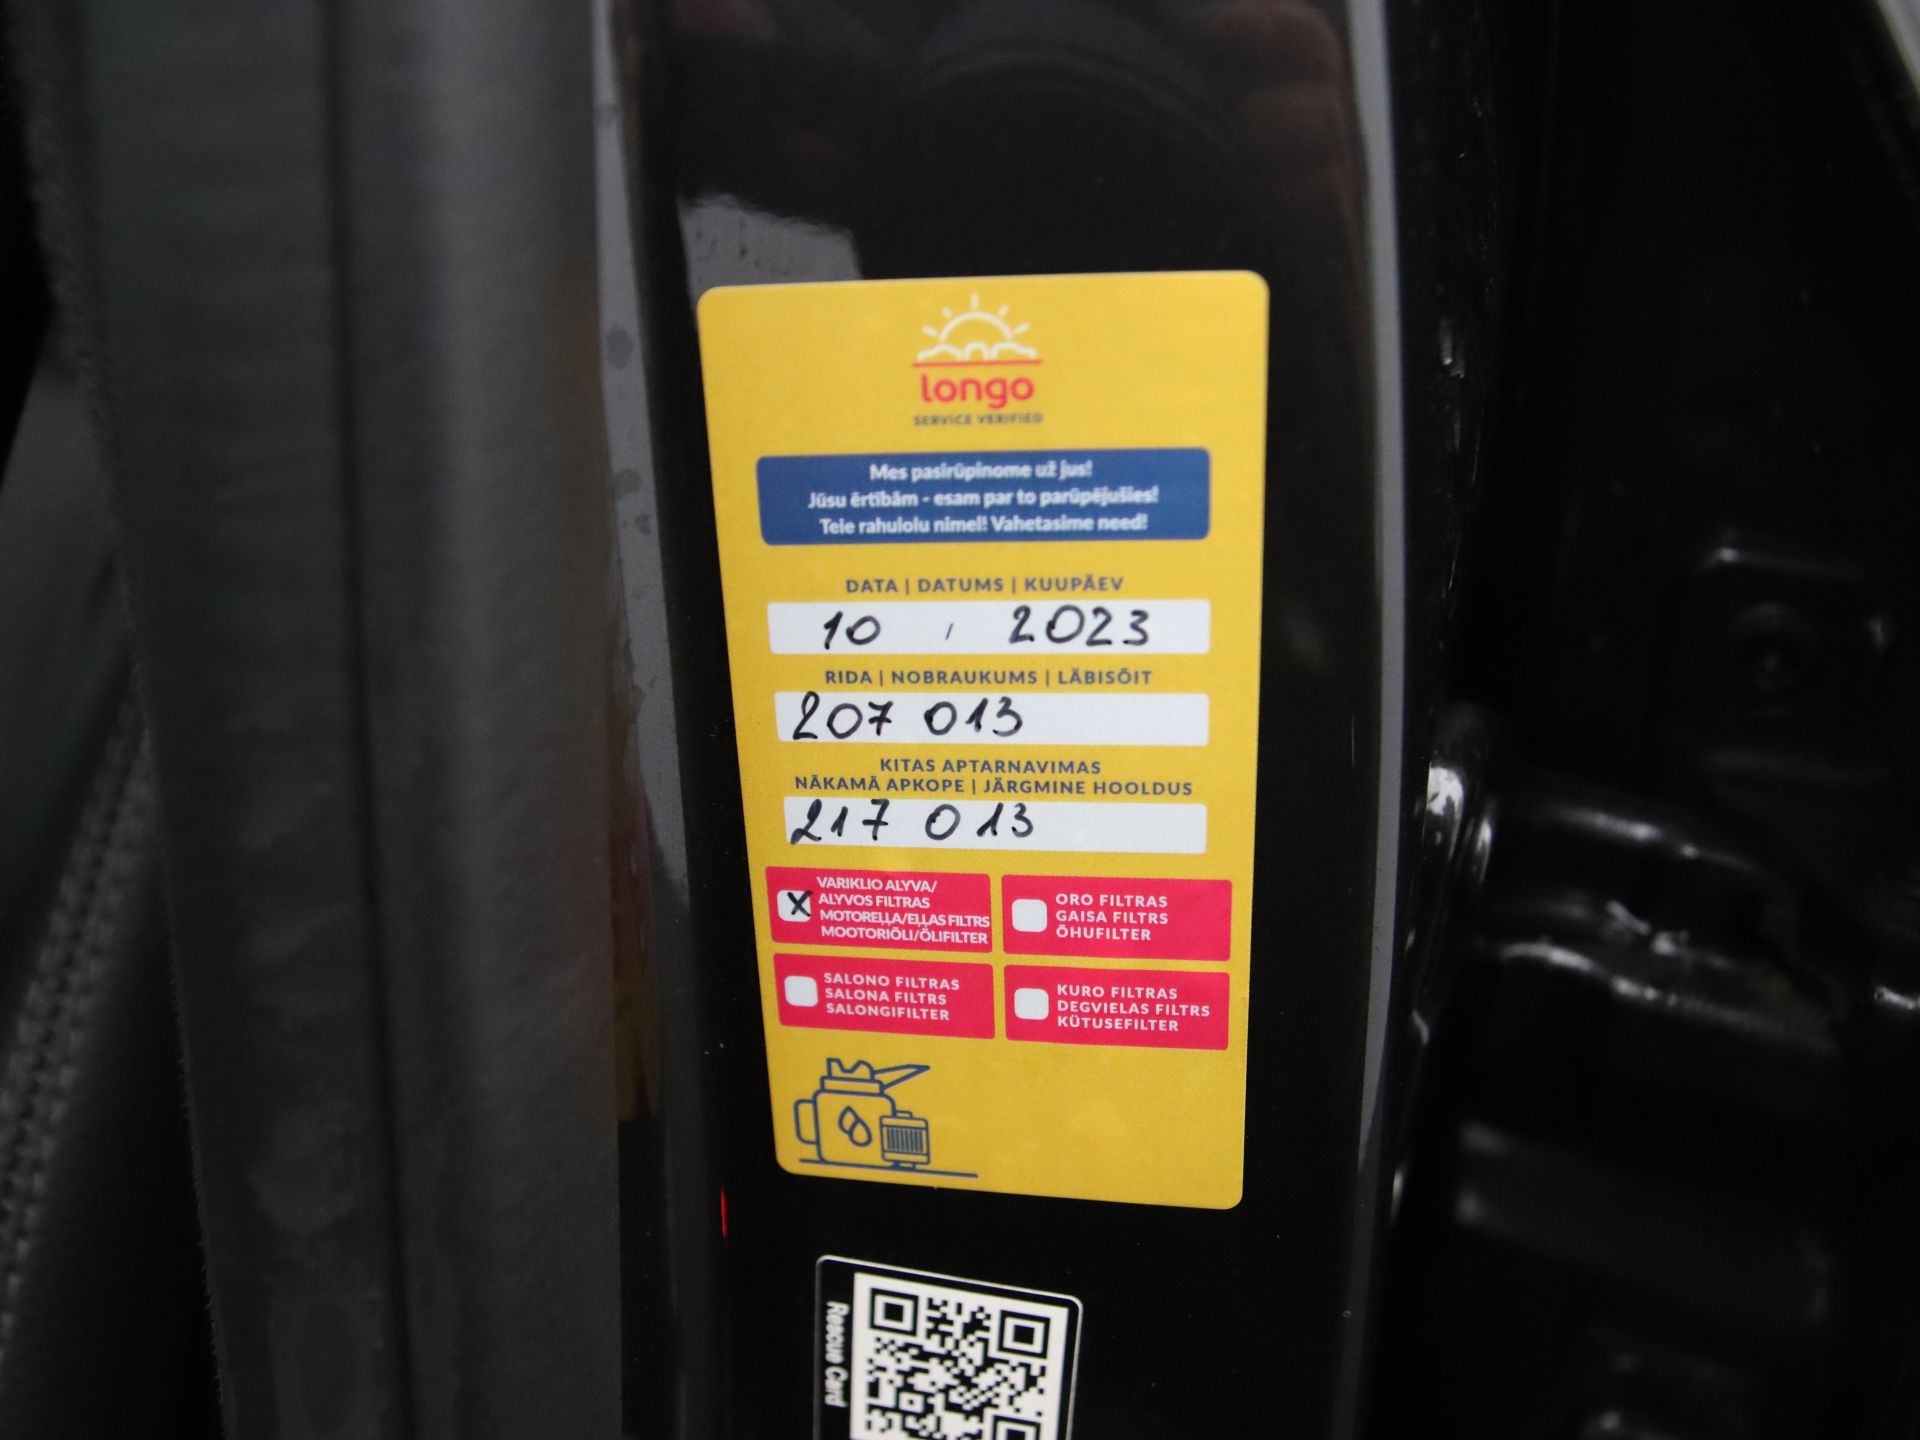 longo
SERVICE VERIFIED
Mes pasirūpinome už jus!
Jūsu ērtībām - esam par to parūpējušies!
Teie rahulolu nimel! Vahetasime need!
DATA | DATUMS | KUUPÄEV
10 , 2023
RIDA | NOBRAUKUMS | LÄBISÕIT
207 013
KITAS APTARNAVIMAS
NĀKAMĀ APKOPE | JÄRGMINE HOOLDUS
217 013
X
VARIKLIO ALYVA/
ALYVOS FILTRAS
MOTOREĻĻA/EĻĻAS FILTRS
MOOTORIÕLI/ÕLIFILTER
ORO FILTRAS
GAISA FILTRS
ÕHUFILTER
SALONO FILTRAS
SALONA FILTRS
SALONGIFILTER
KURO FILTRAS
DEGVIELAS FILTRS
KÜTUSEFILTER
Rescue Card